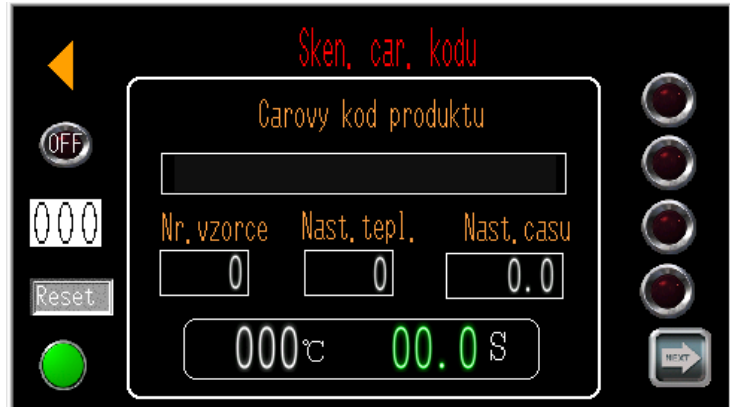 Sken. car. kodu
Carovy kod produktu
OFF
000
Nr.vzorce Nast.tepl. Nast.casu
0 0 0.0
Reset
000℃ 00.0 S
NEXT